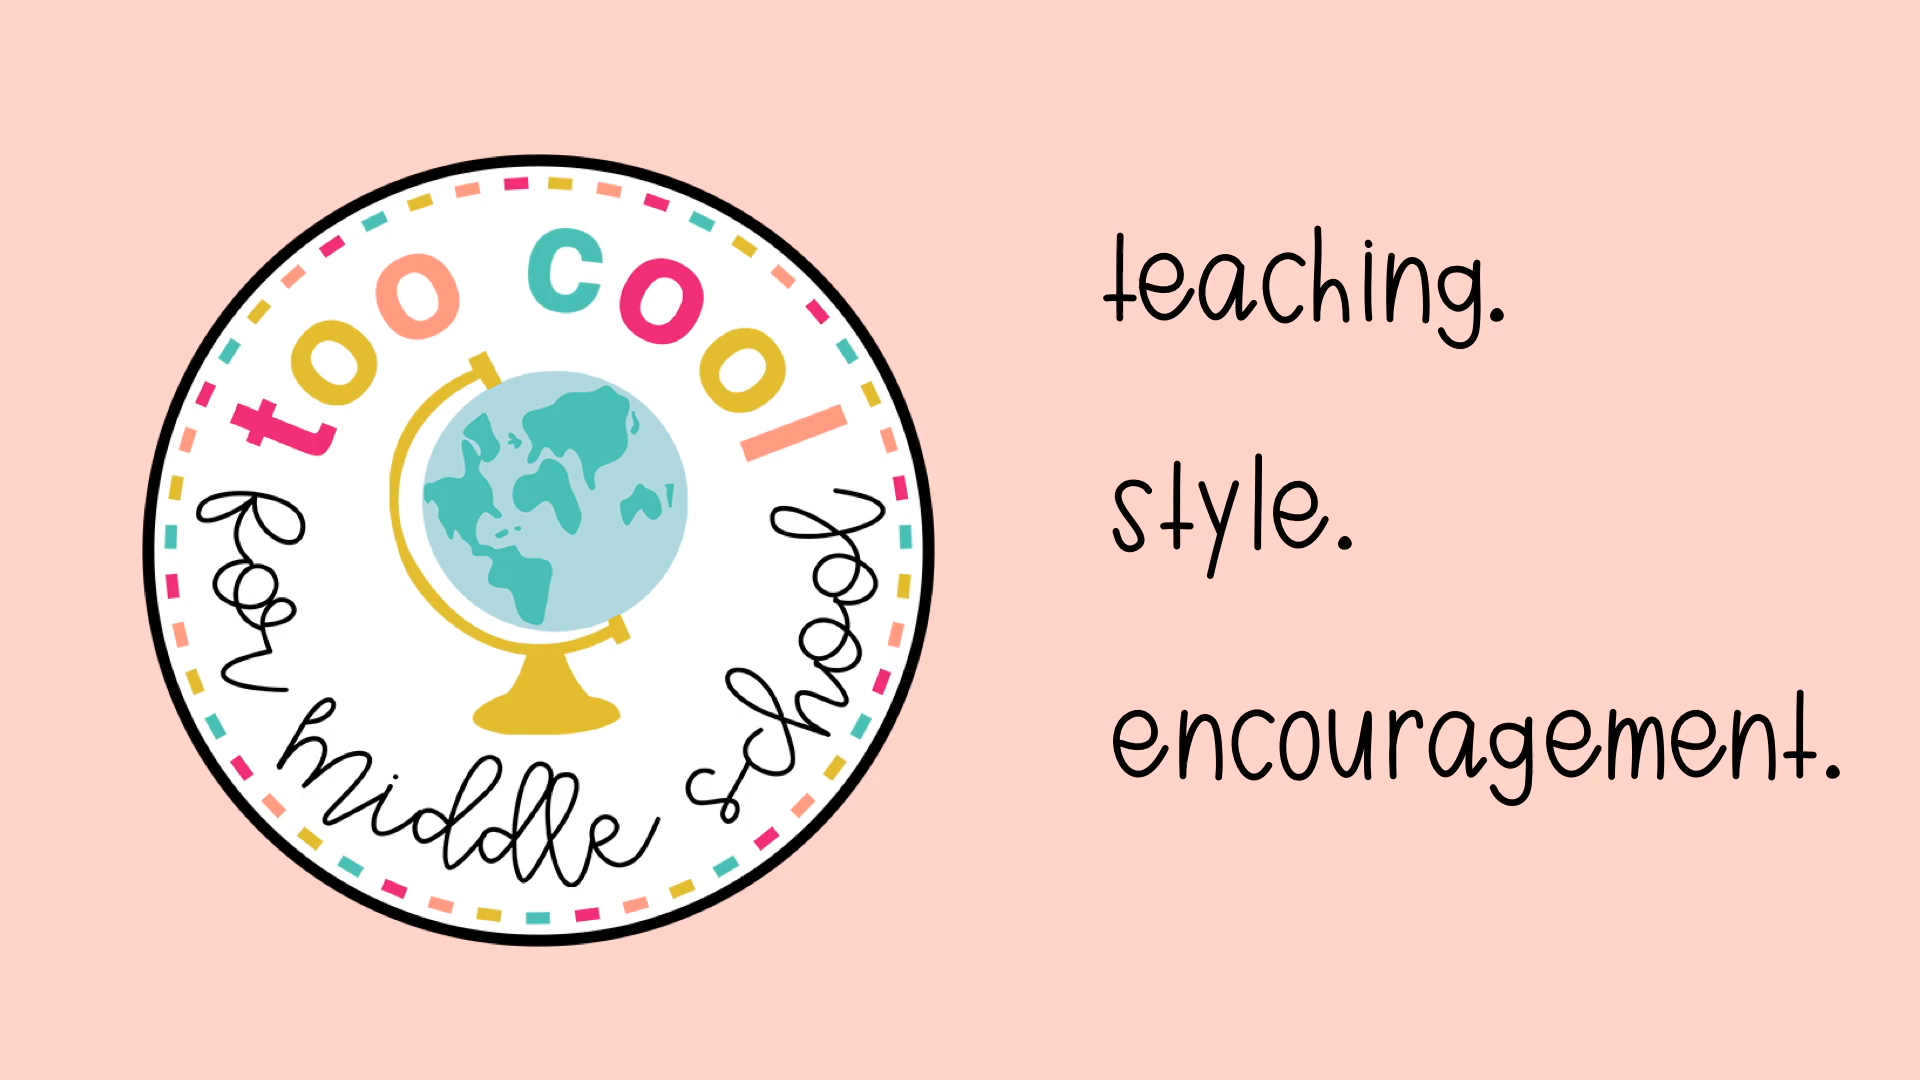 too cool
for middle school
teaching.
style.
encouragement.